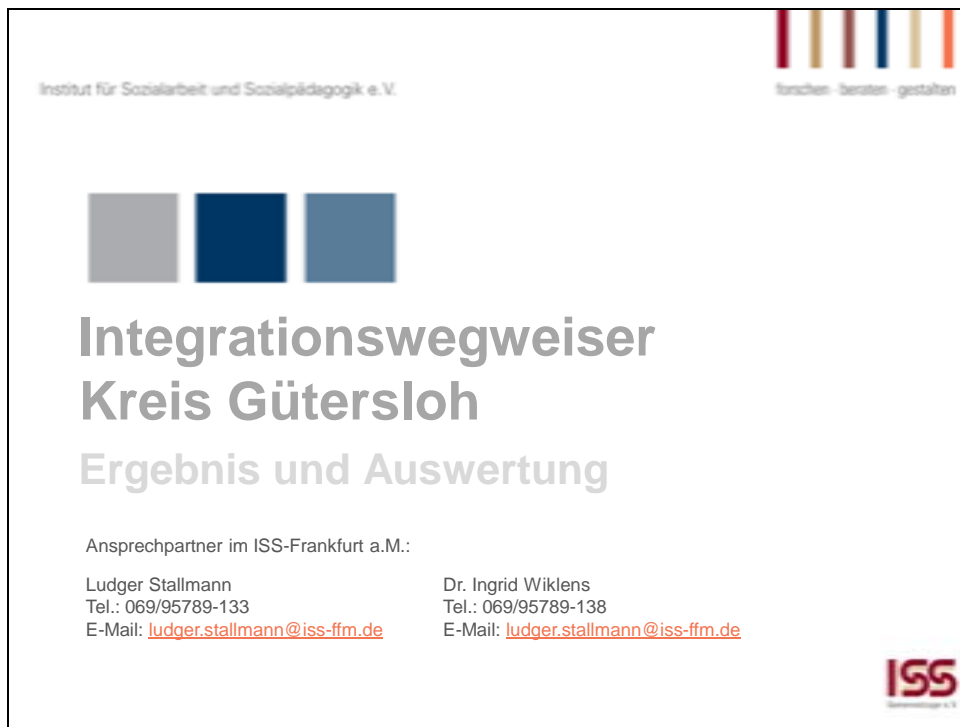 Institut für Sozialarbeit und Sozialpädagogik e.V.
forschen - beraten - gestalten
Integrationswegweiser
Kreis Gütersloh
Ergebnis und Auswertung
Ansprechpartner im ISS-Frankfurt a.M.:
Ludger Stallmann
Tel.: 069/95789-133
E-Mail: ludger.stallmann@iss-ffm.de
Dr. Ingrid Wiklens
Tel.: 069/95789-138
E-Mail: ludger.stallmann@iss-ffm.de
ISS